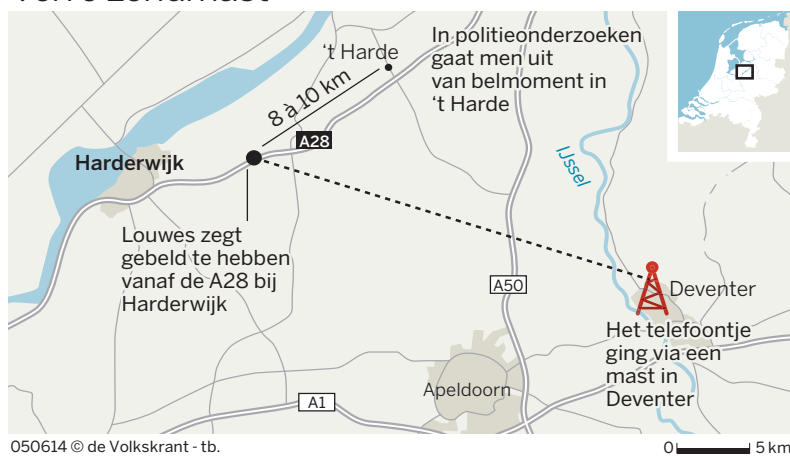 't Harde
In politieonderzoeken
gaat men uit
van belmoment in
't Harde
8 à 10 km
A28
Harderwijk
IJssel
Louwes zegt
gebeld te hebben
vanaf de A28 bij
Harderwijk
A50
Deventer
Het telefoontje
ging via een
mast in
Deventer
Apeldoorn
A1
050614 © de Volkskrant - tb.
0 5 km